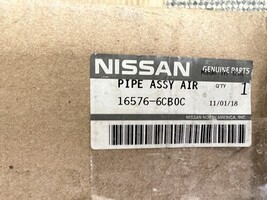 NISSAN GENUINE PARTS
PIPE ASSY AIR QTY 1
16576-6CB0C 11/01/18
NISSAN NORTH AMERICA, INC.